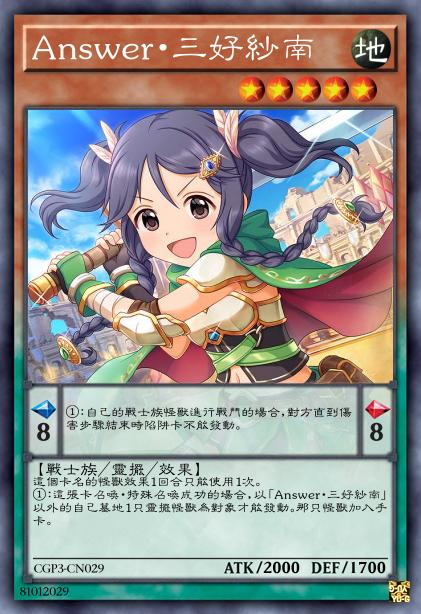 Answer・三好紗南
地
①：自己的戰士族怪獸進行戰鬥的場合，對方直到傷
害步驟結束時陷阱卡不能發動。
8
8
【戰士族／靈擺／效果】
這個卡名的怪獸效果1回合只能使用1次。
①：這張卡召喚・特殊召喚成功的場合，以「Answer・三好紗南」
以外的自己墓地1只靈擺怪獸為對象才能發動。那只怪獸加入手
卡。
CGP3-CN029
ATK/2000 DEF/1700
81012029